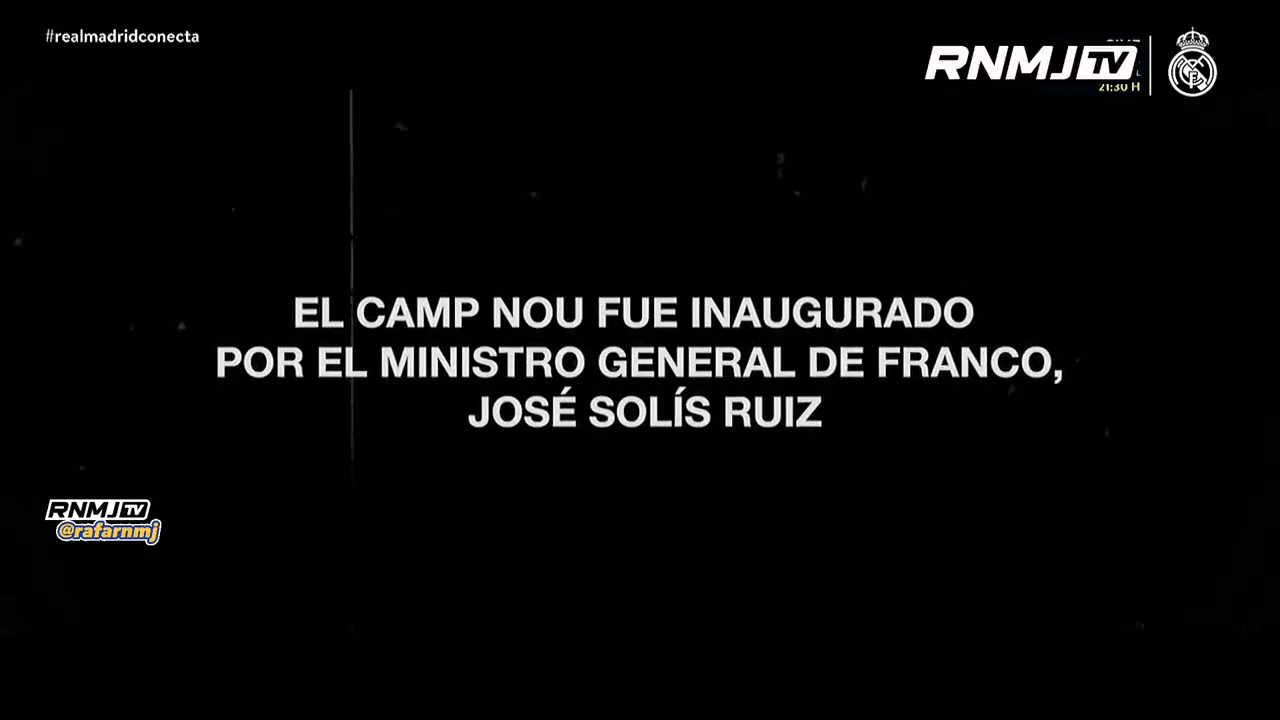 #realmadridconecta
RNMJTV
21:30 H
EL CAMP NOU FUE INAUGURADO
POR EL MINISTRO GENERAL DE FRANCO,
JOSÉ SOLÍS RUIZ
RNMJTV
@rafarnmj